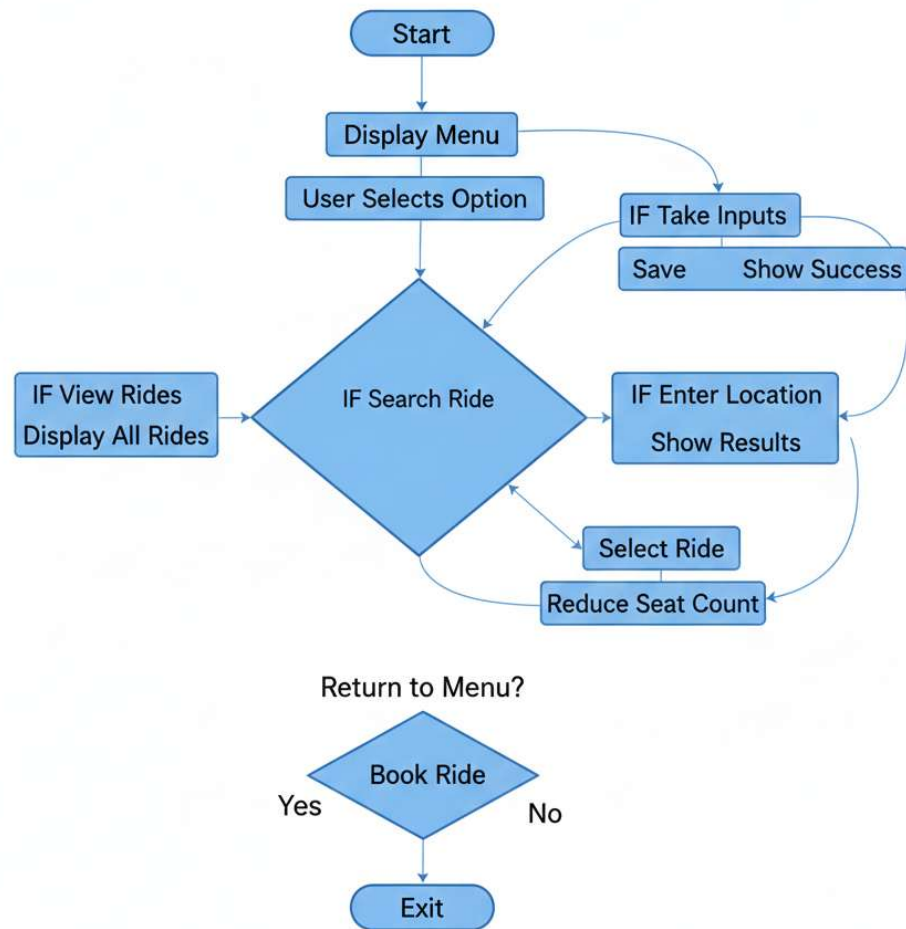 Start
Display Menu
User Selects Option
IF Take Inputs
Save Show Success
IF View Rides
Display All Rides
IF Search Ride
IF Enter Location
Show Results
Select Ride
Reduce Seat Count
Return to Menu?
Book Ride
Yes
No
Exit